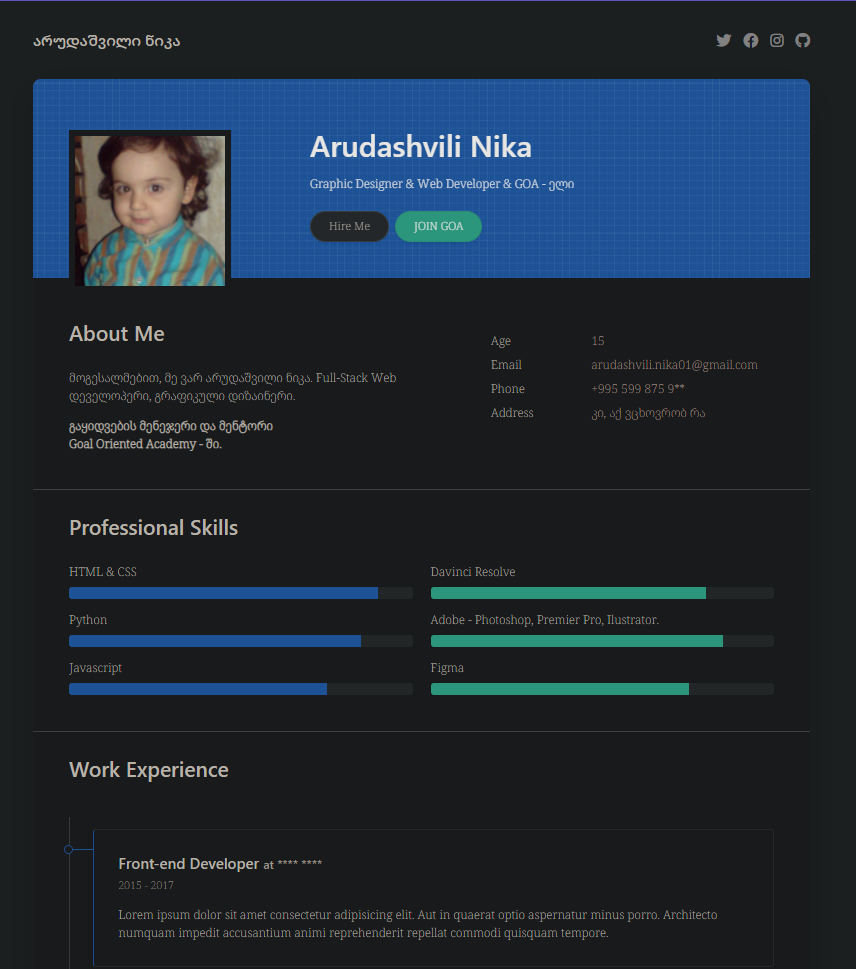 არუდაშვილი ნიკა
Arudashvili Nika
Graphic Designer & Web Developer & GOA - ელი
Hire Me
JOIN GOA
About Me
მოგესალმებით, მე ვარ არუდაშვილი ნიკა. Full-Stack Web
დეველოპერი, გრაფიკული დიზაინერი.
გაყიდვების მენეჯერი და მენტორი
Goal Oriented Academy - ში.
Age 15
Email arudashvili.nika01@gmail.com
Phone +995 599 875 9**
Address კი, აქ ვცხოვრობ რა
Professional Skills
HTML & CSS
Davinci Resolve
Python
Adobe - Photoshop, Premier Pro, Ilustrator.
Javascript
Figma
Work Experience
Front-end Developer at **** ****
2015 - 2017
Lorem ipsum dolor sit amet consectetur adipisicing elit. Aut in quaerat optio aspernatur minus porro. Architecto
numquam impedit accusantium animi reprehenderit repellat commodi quisquam tempore.